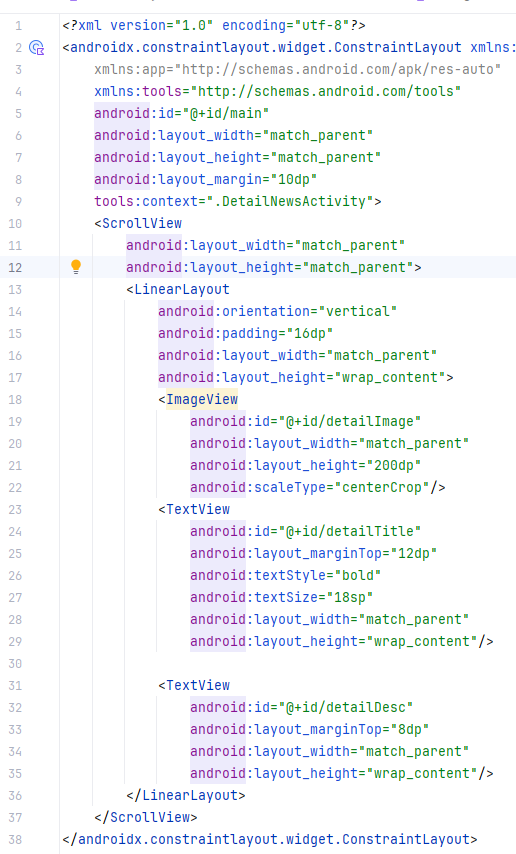 1 <?xml version="1.0" encoding="utf-8"?>
2 <androidx.constraintlayout.widget.ConstraintLayout xmlns:
3 xmlns:app="http://schemas.android.com/apk/res-auto"
4 xmlns:tools="http://schemas.android.com/tools"
5 android:id="@+id/main"
6 android:layout_width="match_parent"
7 android:layout_height="match_parent"
8 android:layout_margin="10dp"
9 tools:context=".DetailNewsActivity">
10 <ScrollView
11 android:layout_width="match_parent"
12 android:layout_height="match_parent">
13 <LinearLayout
14 android:orientation="vertical"
15 android:padding="16dp"
16 android:layout_width="match_parent"
17 android:layout_height="wrap_content">
18 <ImageView
19 android:id="@+id/detailImage"
20 android:layout_width="match_parent"
21 android:layout_height="200dp"
22 android:scaleType="centerCrop"/>
23 <TextView
24 android:id="@+id/detailTitle"
25 android:layout_marginTop="12dp"
26 android:textStyle="bold"
27 android:textSize="18sp"
28 android:layout_width="match_parent"
29 android:layout_height="wrap_content"/>
30
31 <TextView
32 android:id="@+id/detailDesc"
33 android:layout_marginTop="8dp"
34 android:layout_width="match_parent"
35 android:layout_height="wrap_content"/>
36 </LinearLayout>
37 </ScrollView>
38 </androidx.constraintlayout.widget.ConstraintLayout>